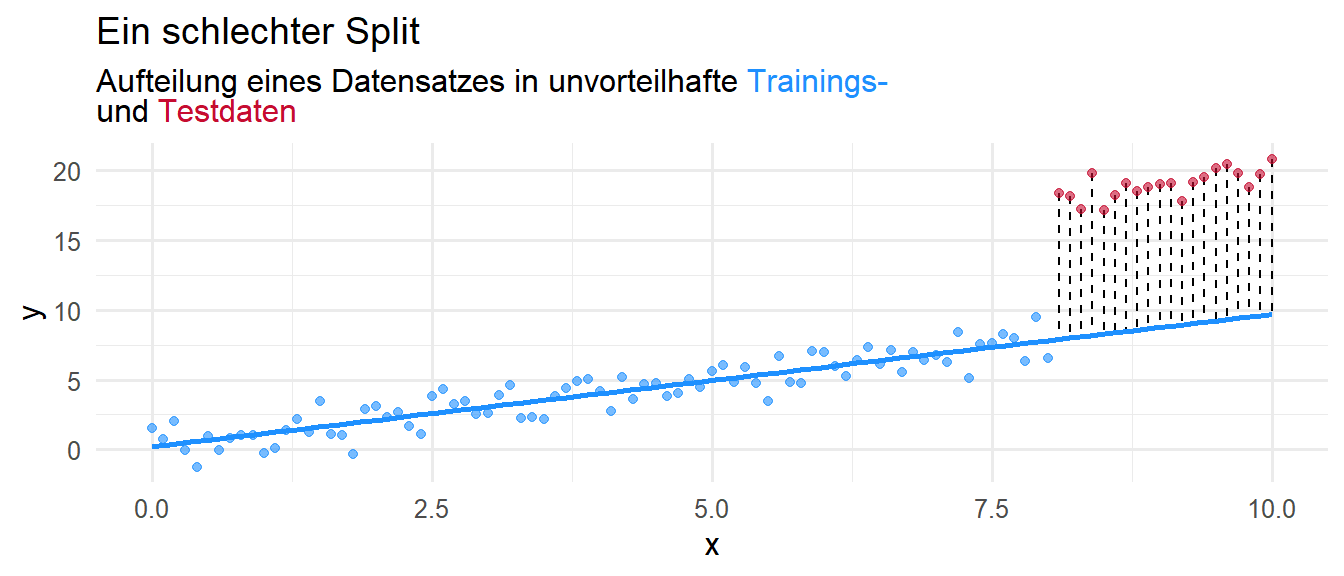 Ein schlechter Split
Aufteilung eines Datensatzes in unvorteilhafte Trainings-
und Testdaten
20
15
10
5
0
y
0.0 2.5 5.0 7.5 10.0
x